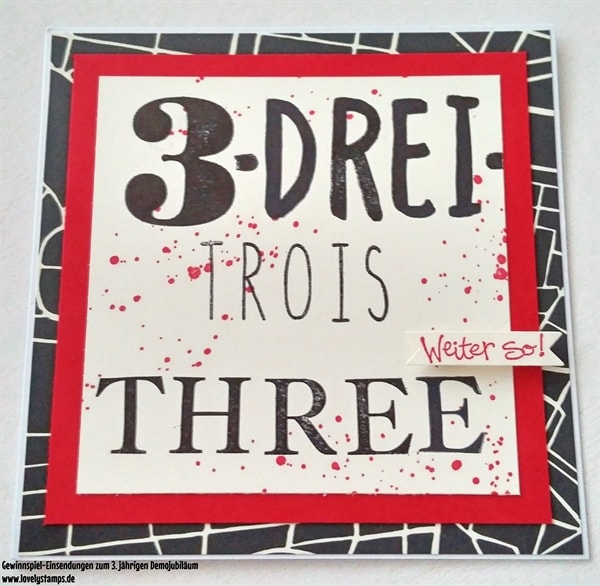 3-DREI-
TROIS
Weiter so!
THREE
Gewinnspiel-Einsendungen zum 3. jährigen Demojubiläum
www.lovelystamps.de